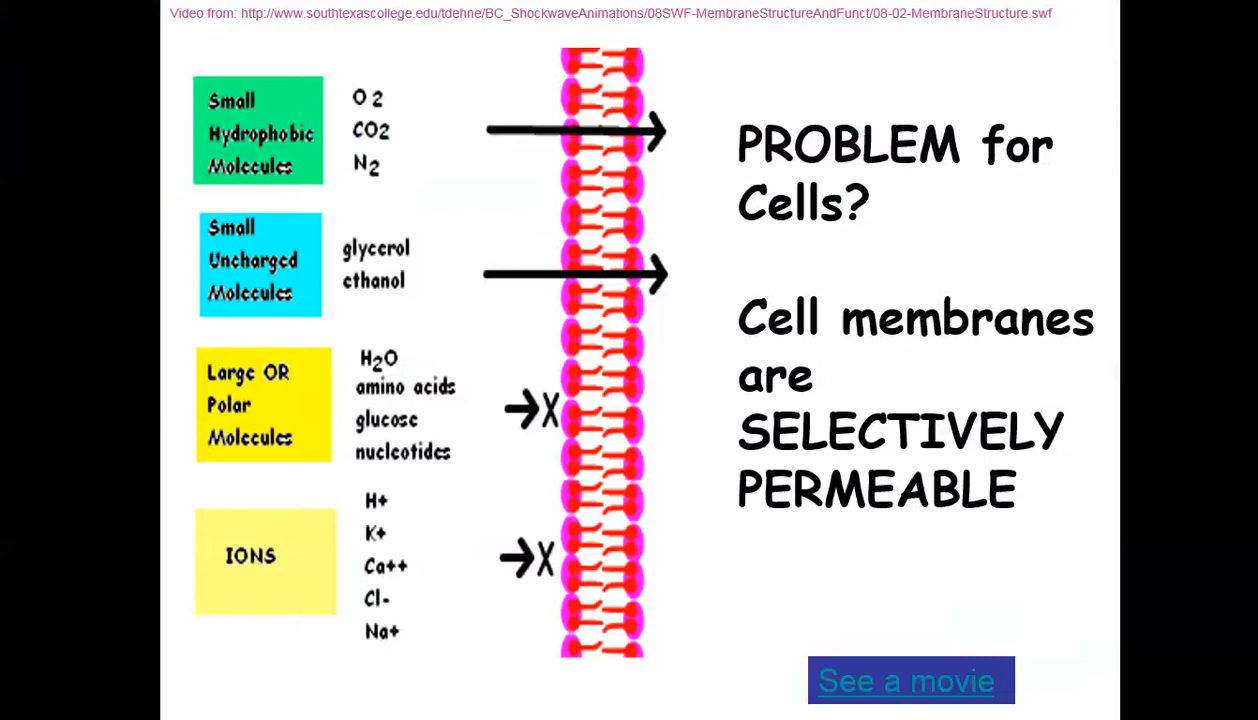 Video from: http://www.southtexascollege.edu/tdehne/BC_ShockwaveAnimations/08SWF-MembraneStructureAndFunct/08-02-MembraneStructure.swf
Small
Hydrophobic
Molecules
O2
CO2
N2
Small
Uncharged
Molecules
glycerol
ethanol
Large OR
Polar
Molecules
H2O
amino acids
glucose
nucleotides
X
IONS
H+
K+
Ca++
Cl-
Na+
X
PROBLEM for
Cells?
Cell membranes
are
SELECTIVELY
PERMEABLE
See a movie